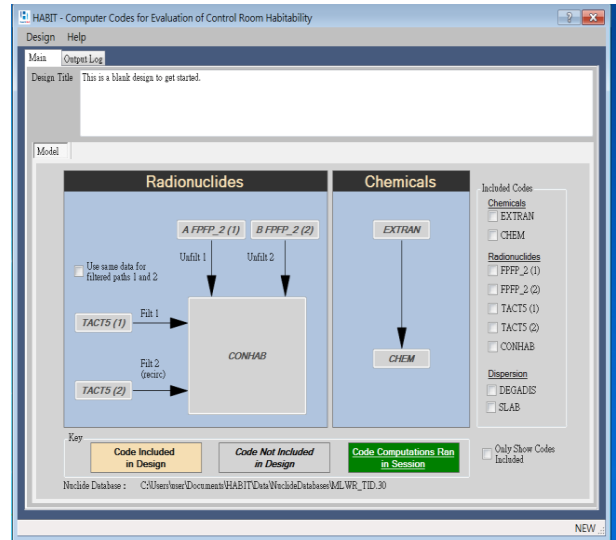 HABIT - Computer Codes for Evaluation of Control Room Habitability
Design Help
Main Output Log
Design Title This is a blank design to get started.
Model
Radionuclides
A FPFP_2 (1) B FPFP_2 (2)
Unfilt 1 Unfilt 2
Use same data for
filtered paths 1 and 2
Filt 1
TACT5 (1)
CONHAB
Filt 2
(recirc)
TACT5 (2)
Chemicals
EXTRAN
CHEM
Included Codes
Chemicals
EXTRAN
CHEM
Radionuclides
FPFP_2 (1)
FPFP_2 (2)
TACT5 (1)
TACT5 (2)
CONHAB
Dispersion
DEGADIS
SLAB
Key
Code Included
in Design
Code Not Included
in Design
Code Computations Ran
in Session
Only Show Codes
Included
Nuclide Database : C:\Users\user\Documents\HABIT\Data\NuclideDatabases\MLWR_TID.30
NEW